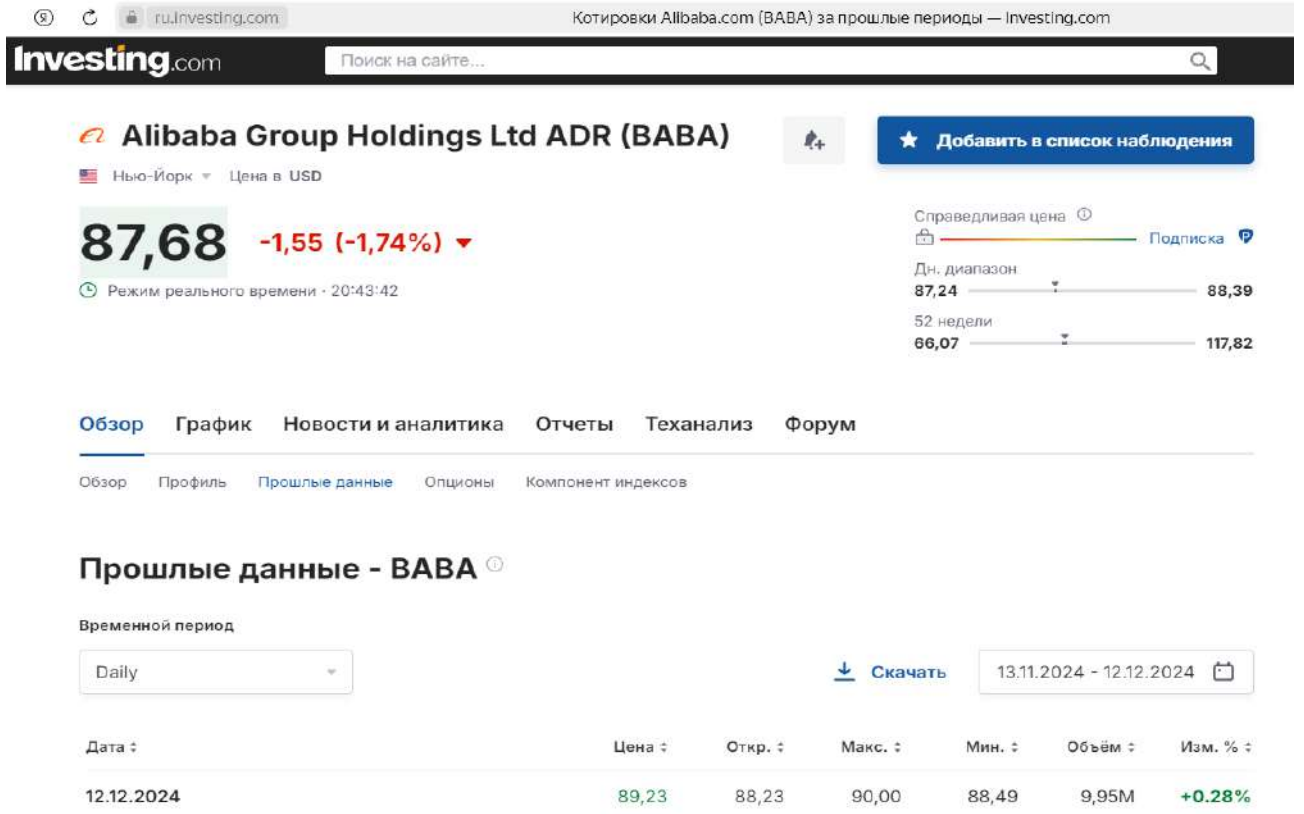 ru.investing.com
Котировки Alibaba.com (BABA) за прошлые периоды — Investing.com
Investing.com
Поиск на сайте...
Alibaba Group Holdings Ltd ADR (BABA)
Добавить в список наблюдения
Нью-Йорк
Цена в USD
87,68
-1,55 (-1,74%)
Режим реального времени · 20:43:42
Справедливая цена
Подписка
Дн. диапазон
87,24
88,39
52 недели
66,07
117,82
Обзор График Новости и аналитика Отчеты Теханализ Форум
Обзор Профиль Прошлые данные Опционы Компонент индексов
Прошлые данные - BABA
Временной период
Daily
Скачать
13.11.2024 - 12.12.2024
Дата Цена Откр. Макс. Мин. Объём Изм. %
12.12.2024 89,23 88,23 90,00 88,49 9,95M +0.28%